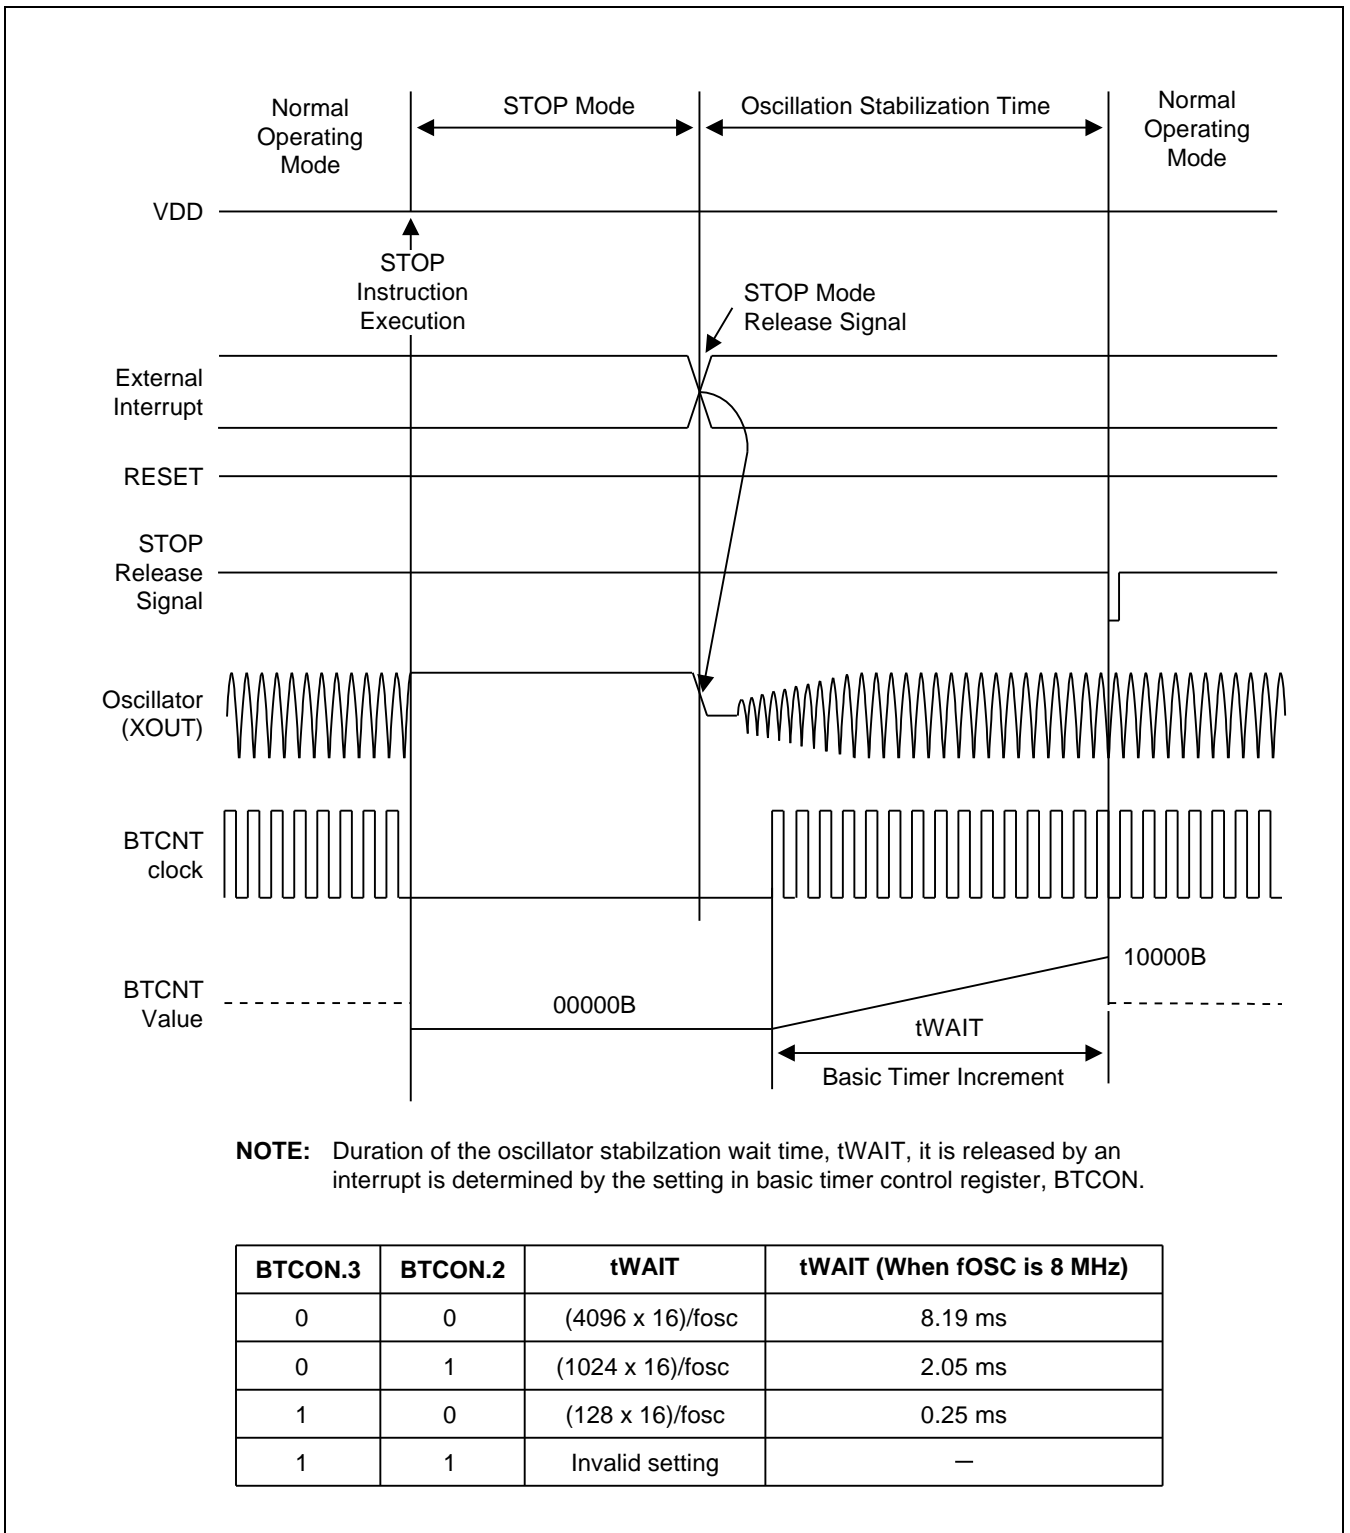 Normal
Operating
Mode
STOP Mode
Oscillation Stabilization Time
Normal
Operating
Mode
VDD
STOP
Instruction
Execution
STOP Mode
Release Signal
External
Interrupt
RESET
STOP
Release
Signal
Oscillator
(XOUT)
BTCNT
clock
BTCNT
Value
00000B
10000B
tWAIT
Basic Timer Increment
NOTE: Duration of the oscillator stabilzation wait time, tWAIT, it is released by an
interrupt is determined by the setting in basic timer control register, BTCON.
BTCON.3 BTCON.2 tWAIT tWAIT (When fOSC is 8 MHz)
0 0 (4096 x 16)/fosc 8.19 ms
0 1 (1024 x 16)/fosc 2.05 ms
1 0 (128 x 16)/fosc 0.25 ms
1 1 Invalid setting –